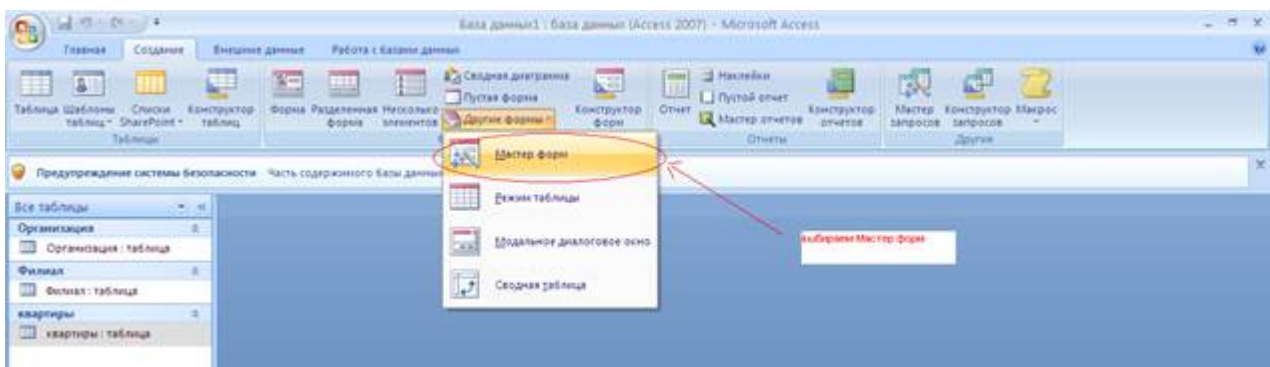 База данных1 : база данных (Access 2007) - Microsoft Access
Главная Создание Внешние данные Работа с базами данных
Таблица Шаблоны таблиц Списки SharePoint Конструктор таблиц
Таблицы
Форма Разделенная форма Несколько элементов
Сводная диаграмма
Пустая форма
Другие формы
Конструктор форм
Отчет
Наклейки
Пустой отчет
Мастер отчетов
Конструктор отчетов
Отчеты
Мастер запросов Конструктор запросов Макрос
Другие
Мастер форм
Режим таблицы
Модальное диалоговое окно
Сводная таблица
Предупреждение системы безопасности Часть содержимого базы данных
выбираем Мастер форм
Все таблицы
Организация
Организация : таблица
Филиал
Филиал : таблица
квартиры
квартиры : таблица